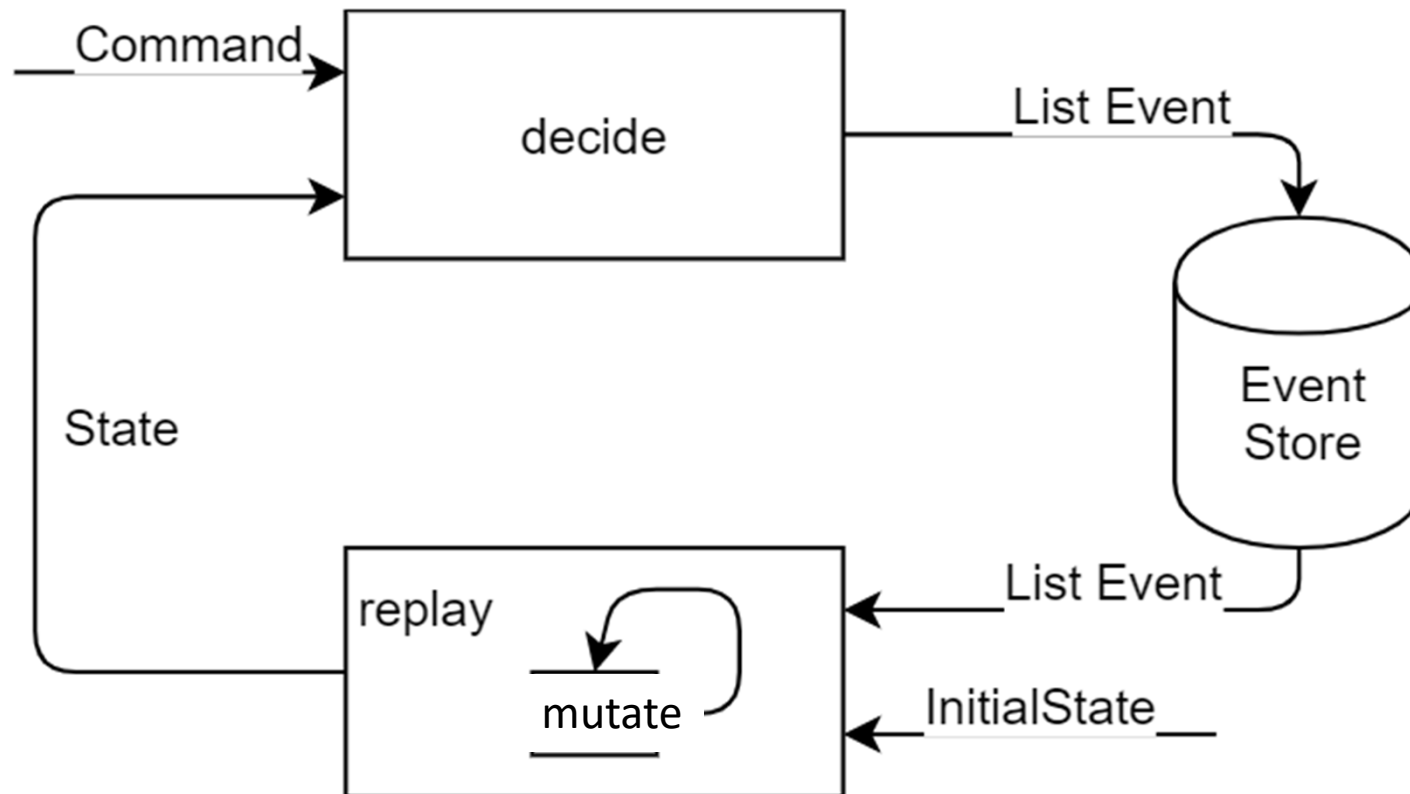 Command
decide
List Event
Event
Store
State
replay
List Event
mutate
InitialState